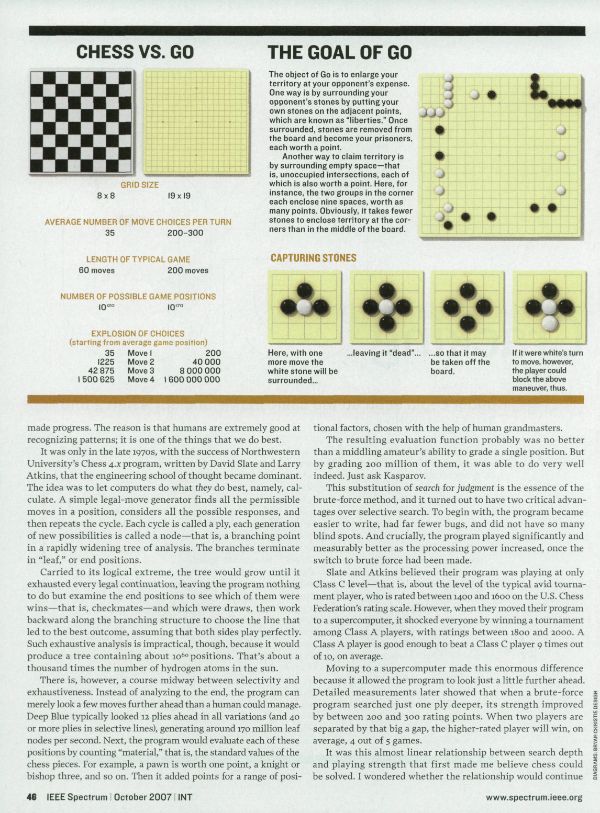 CHESS VS. GO
GRID SIZE
8 x 8 19 x 19
AVERAGE NUMBER OF MOVE CHOICES PER TURN
35 200–300
LENGTH OF TYPICAL GAME
60 moves 200 moves
NUMBER OF POSSIBLE GAME POSITIONS
EXPLOSION OF CHOICES
(starting from average game position)
35 Move 1 200
1225 Move 2 40 000
42 875 Move 3 8 000 000
1 500 625 Move 4 1 600 000 000
THE GOAL OF GO
The object of Go is to enlarge your
territory at your opponent's expense.
One way is by surrounding your
opponent's stones by putting your
own stones on the adjacent points,
which are known as "liberties." Once
surrounded, stones are removed from
the board and become your prisoners,
each worth a point.
Another way to claim territory is
by surrounding empty space—that
is, unoccupied intersections, each of
which is also worth a point. Here, for
instance, the two groups in the corner
each enclose nine spaces, worth as
many points. Obviously, it takes fewer
stones to enclose territory at the cor-
ners than in the middle of the board.
CAPTURING STONES
Here, with one
more move the
white stone will be
surrounded...
...leaving it "dead"...
...so that it may
be taken off the
board.
If it were white's turn
to move, however,
the player could
block the above
maneuver, thus.
made progress. The reason is that humans are extremely good at
recognizing patterns; it is one of the things that we do best.
It was only in the late 1970s, with the success of Northwestern
University's Chess 4.x program, written by David Slate and Larry
Atkins, that the engineering school of thought became dominant.
The idea was to let computers do what they do best, namely, cal-
culate. A simple legal-move generator finds all the permissible
moves in a position, considers all the possible responses, and
then repeats the cycle. Each cycle is called a ply, each generation
of new possibilities is called a node—that is, a branching point
in a rapidly widening tree of analysis. The branches terminate
in "leaf," or end positions.
Carried to its logical extreme, the tree would grow until it
exhausted every legal continuation, leaving the program nothing
to do but examine the end positions to see which of them were
wins—that is, checkmates—and which were draws, then work
backward along the branching structure to choose the line that
led to the best outcome, assuming that both sides play perfectly.
Such exhaustive analysis is impractical, though, because it would
produce a tree containing about positions. That's about a
thousand times the number of hydrogen atoms in the sun.
There is, however, a course midway between selectivity and
exhaustiveness. Instead of analyzing to the end, the program can
merely look a few moves further ahead than a human could manage.
Deep Blue typically looked 12 plies ahead in all variations (and 40
or more plies in selective lines), generating around 170 million leaf
nodes per second. Next, the program would evaluate each of these
positions by counting "material," that is, the standard values of the
chess pieces. For example, a pawn is worth one point, a knight or
bishop three, and so on. Then it added points for a range of posi-
tional factors, chosen with the help of human grandmasters.
The resulting evaluation function probably was no better
than a middling amateur's ability to grade a single position. But
by grading 200 million of them, it was able to do very well
indeed. Just ask Kasparov.
This substitution of search for judgment is the essence of the
brute-force method, and it turned out to have two critical advan-
tages over selective search. To begin with, the program became
easier to write, had far fewer bugs, and did not have so many
blind spots. And crucially, the program played significantly and
measurably better as the processing power increased, once the
switch to brute force had been made.
Slate and Atkins believed their program was playing at only
Class C level—that is, about the level of the typical avid tourna-
ment player, who is rated between 1400 and 1600 on the U.S. Chess
Federation's rating scale. However, when they moved their program
to a supercomputer, it shocked everyone by winning a tournament
among Class A players, with ratings between 1800 and 2000. A
Class A player is good enough to beat a Class C player 9 times out
of 10, on average.
Moving to a supercomputer made this enormous difference
because it allowed the program to look just a little further ahead.
Detailed measurements later showed that when a brute-force
program searched just one ply deeper, its strength improved
by between 200 and 300 rating points. When two players are
separated by that big a gap, the higher-rated player will win, on
average, 4 out of 5 games.
It was this almost linear relationship between search depth
and playing strength that first made me believe chess could
be solved. I wondered whether the relationship would continue
DIAGRAMS: BRYAN CHRISTIE DESIGN
46 IEEE Spectrum | October 2007 | INT
www.spectrum.ieee.org